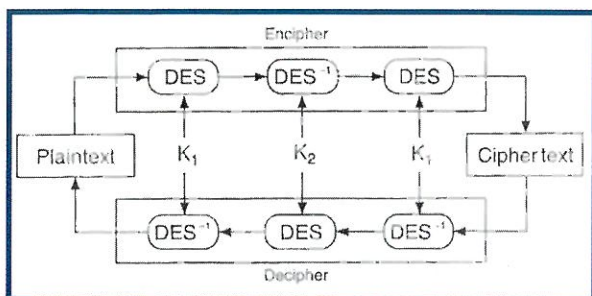 Encipher
DES DES⁻¹ DES
Plaintext K₁ K₂ K₁ Ciphertext
DES⁻¹ DES DES⁻¹
Decipher